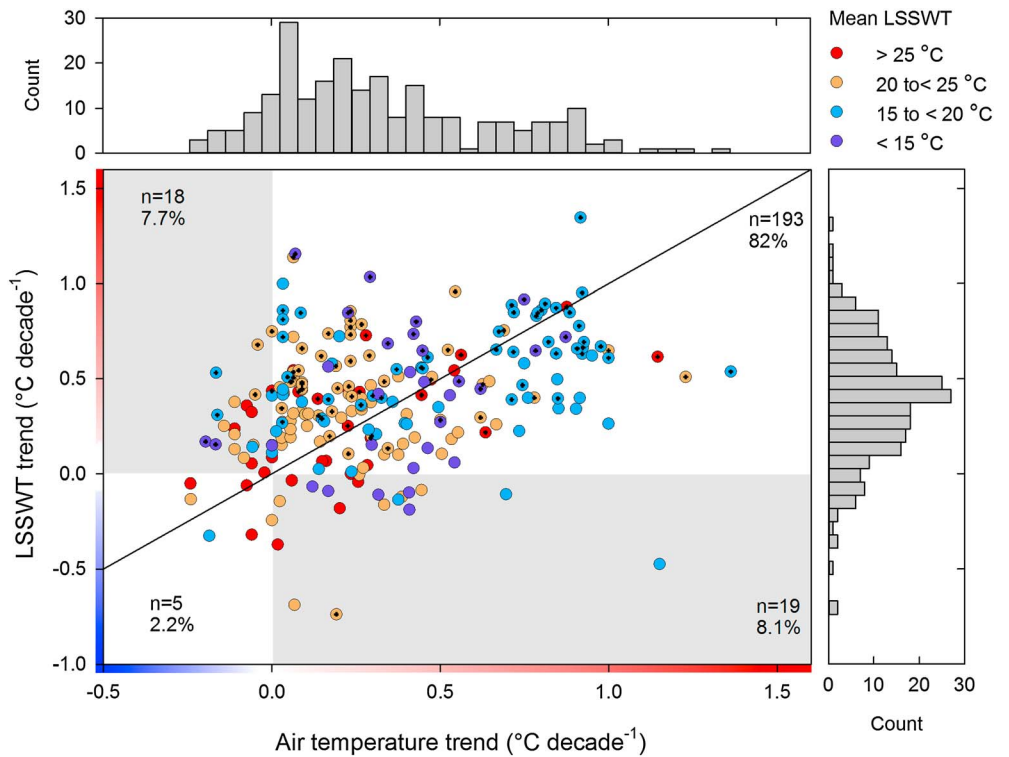 Mean LSSWT
> 25 °C
20 to< 25 °C
15 to < 20 °C
< 15 °C
30
20
10
0
Count
1.5
1.0
0.5
0.0
-0.5
-1.0
LSSWT trend (°C decade⁻¹)
n=18
7.7%
n=193
82%
n=5
2.2%
n=19
8.1%
-0.5
0.0
0.5
1.0
1.5
Air temperature trend (°C decade⁻¹)
0
10
20
30
Count